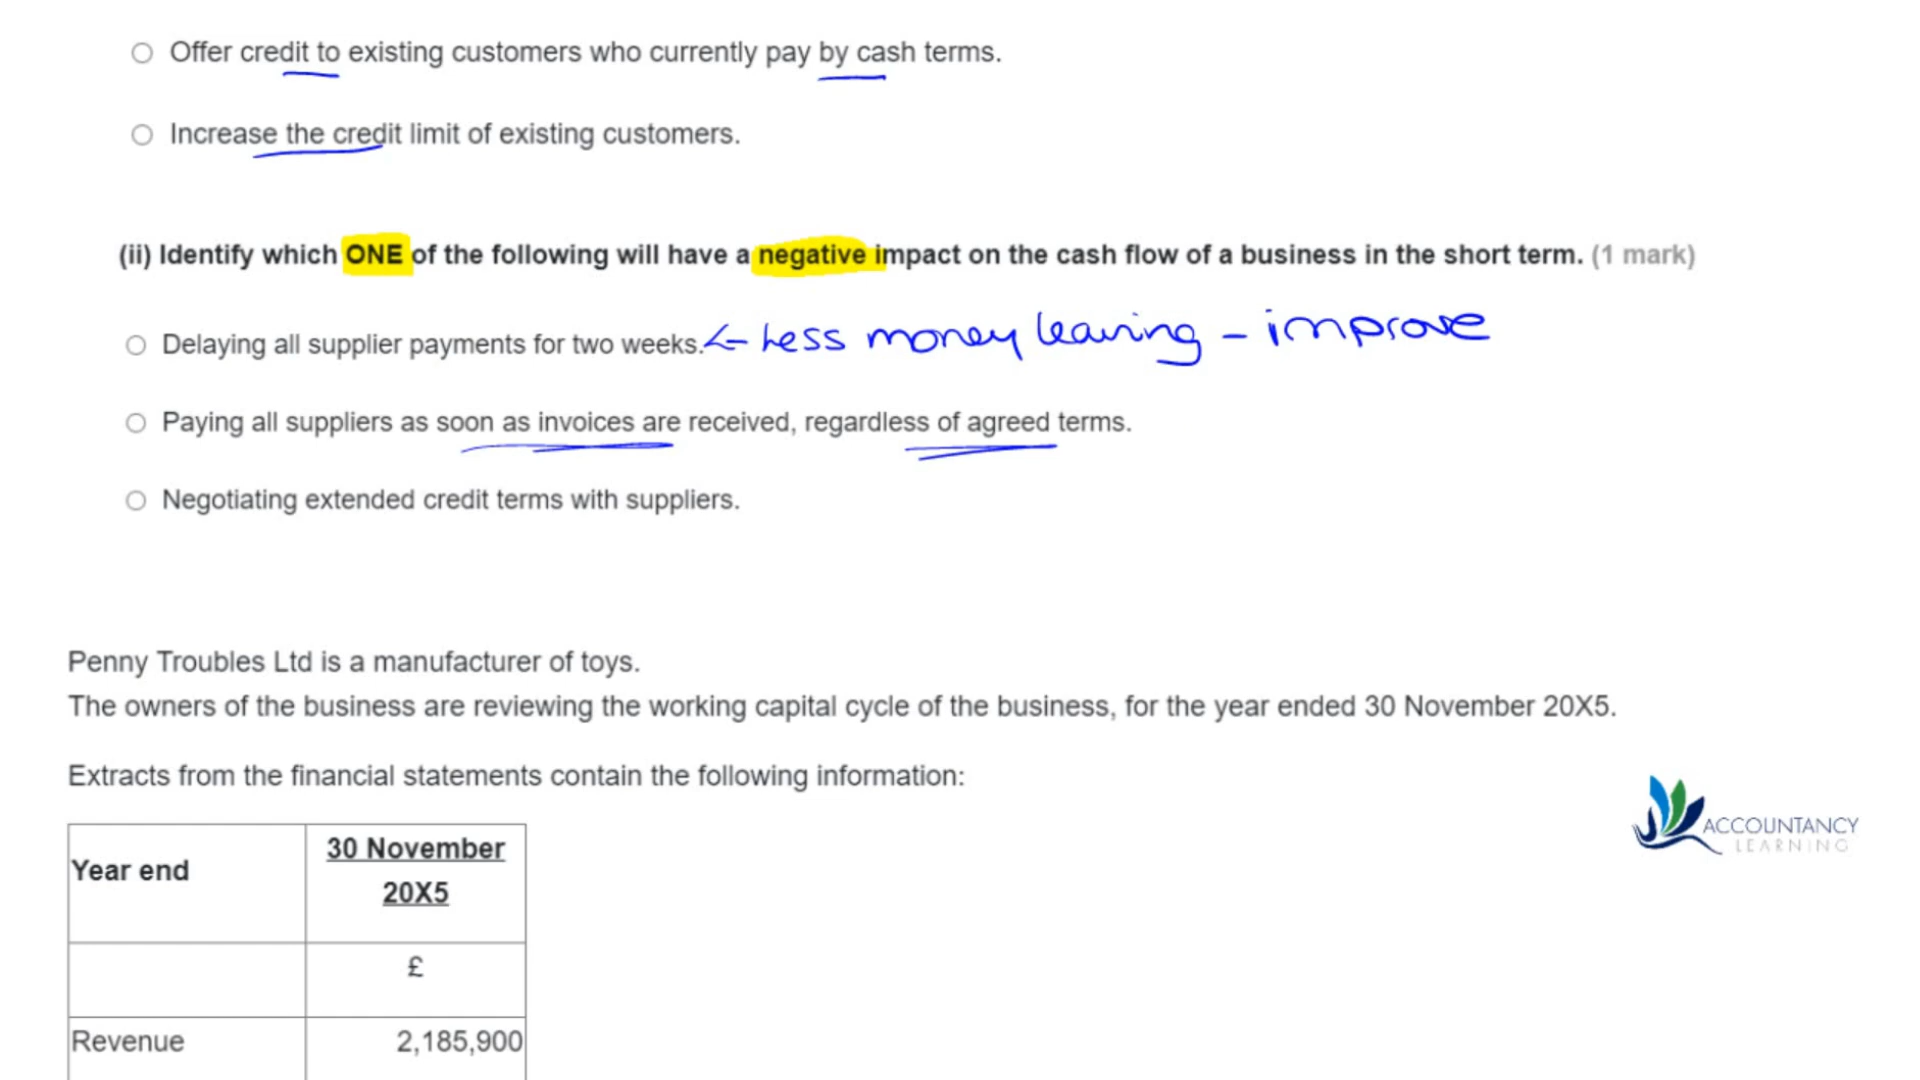 Offer credit to existing customers who currently pay by cash terms.
Increase the credit limit of existing customers.
(ii) Identify which ONE of the following will have a negative impact on the cash flow of a business in the short term. (1 mark)
Delaying all supplier payments for two weeks. ← Less money leaving - improve
Paying all suppliers as soon as invoices are received, regardless of agreed terms.
Negotiating extended credit terms with suppliers.
Penny Troubles Ltd is a manufacturer of toys.
The owners of the business are reviewing the working capital cycle of the business, for the year ended 30 November 20X5.
Extracts from the financial statements contain the following information:
ACCOUNTANCY
LEARNING
Year end 30 November
20X5
£
Revenue 2,185,900